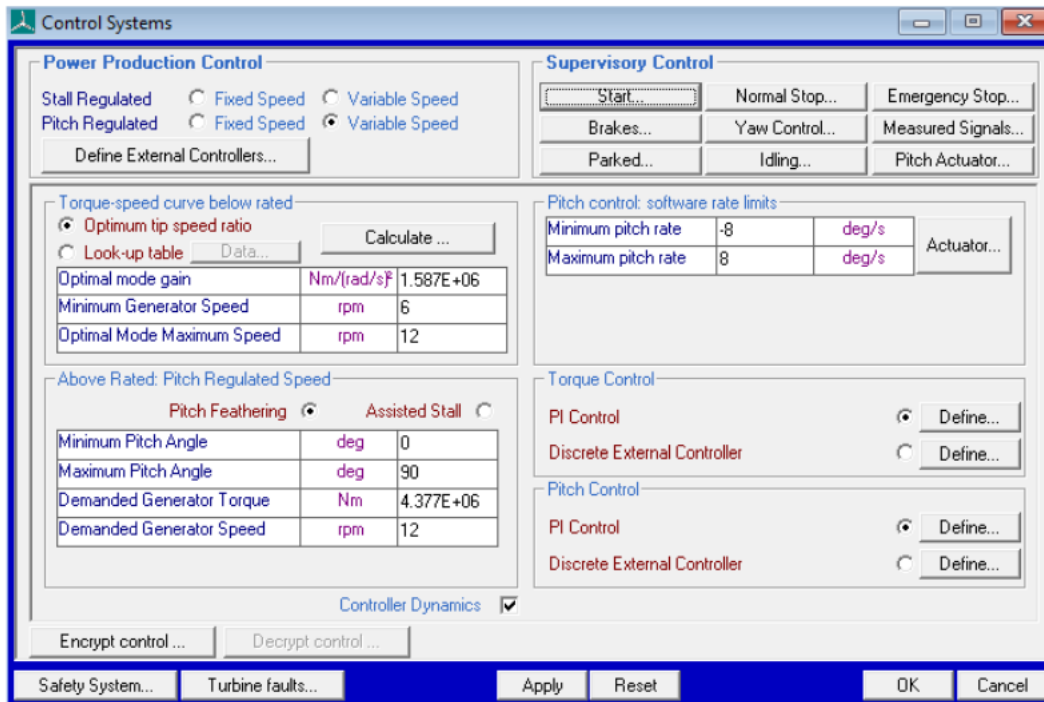 Control Systems
Power Production Control
Stall Regulated Fixed Speed Variable Speed
Pitch Regulated Fixed Speed Variable Speed
Define External Controllers...
Supervisory Control
Start... Normal Stop... Emergency Stop...
Brakes... Yaw Control... Measured Signals...
Parked... Idling... Pitch Actuator...
Torque-speed curve below rated
Optimum tip speed ratio
Calculate ...
Look-up table Data...
Optimal mode gain Nm/(rad/s)² 1.587E+06
Minimum Generator Speed rpm 6
Optimal Mode Maximum Speed rpm 12
Pitch control: software rate limits
Minimum pitch rate -8 deg/s
Maximum pitch rate 8 deg/s
Actuator...
Above Rated: Pitch Regulated Speed
Pitch Feathering Assisted Stall
Minimum Pitch Angle deg 0
Maximum Pitch Angle deg 90
Demanded Generator Torque Nm 4.377E+06
Demanded Generator Speed rpm 12
Torque Control
PI Control Define...
Discrete External Controller Define...
Pitch Control
PI Control Define...
Discrete External Controller Define...
Controller Dynamics
Encrypt control ... Decrypt control ...
Safety System... Turbine faults... Apply Reset OK Cancel